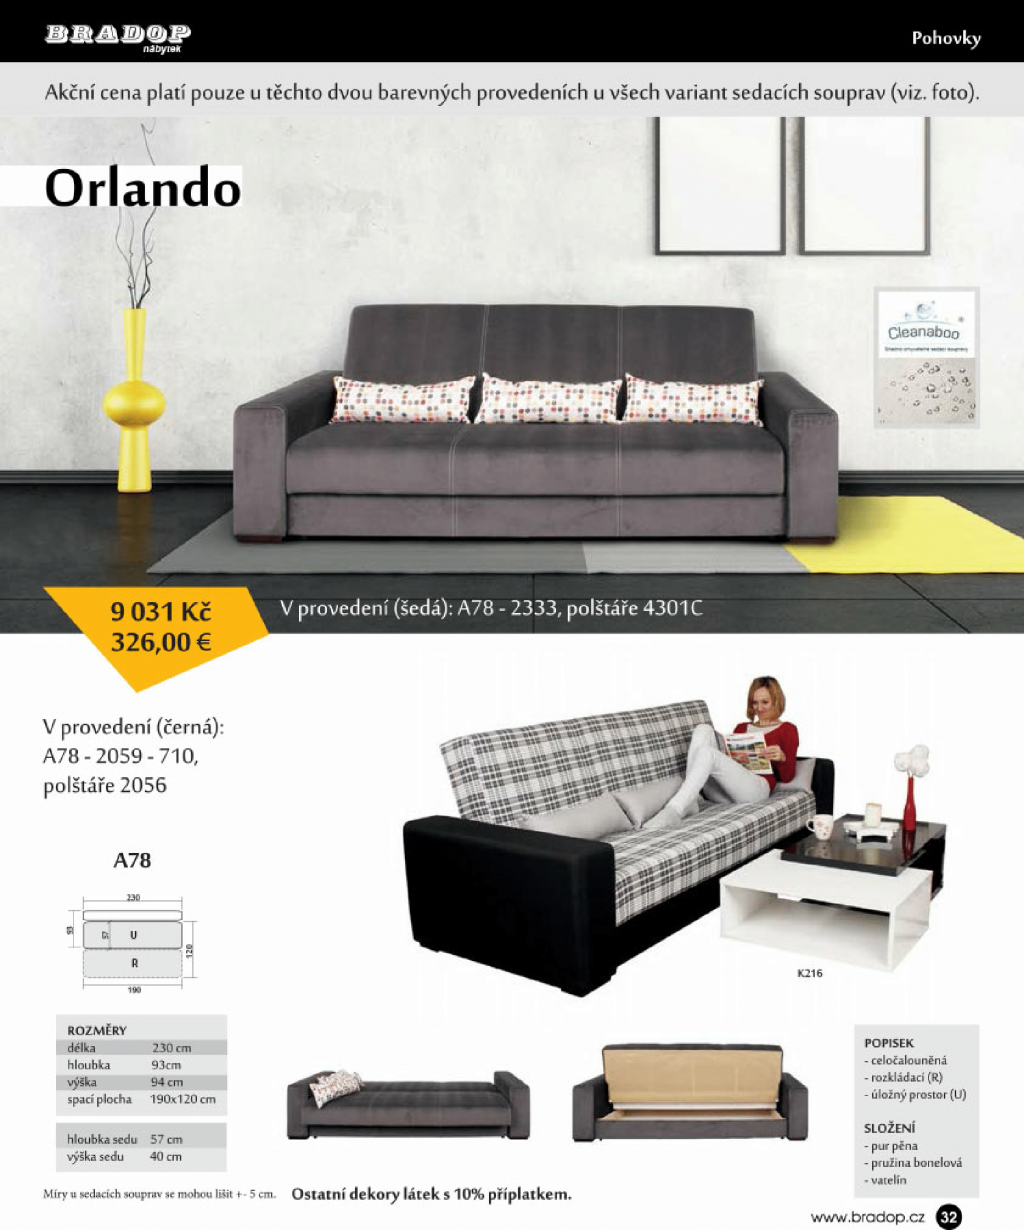 BRADOP
nábytek
Pohovky
Akční cena platí pouze u těchto dvou barevných provedeních u všech variant sedacích souprav (viz. foto).
Orlando
Cleanaboo
Snadno omyvatelné sedací soupravy
9 031 Kč
326,00 €
V provedení (šedá): A78 - 2333, polštáře 4301C
V provedení (černá):
A78 - 2059 - 710,
polštáře 2056
A78
230
93
57
U
120
R
190
K216
ROZMĚRY
délka 230 cm
hloubka 93cm
výška 94 cm
spací plocha 190x120 cm
hloubka sedu 57 cm
výška sedu 40 cm
POPISEK
- celočalouněná
- rozkládací (R)
- úložný prostor (U)
SLOŽENÍ
- pur pěna
- pružina bonelová
- vatelín
Míry u sedacích souprav se mohou lišit +- 5 cm.
Ostatní dekory látek s 10% příplatkem.
www.bradop.cz 32